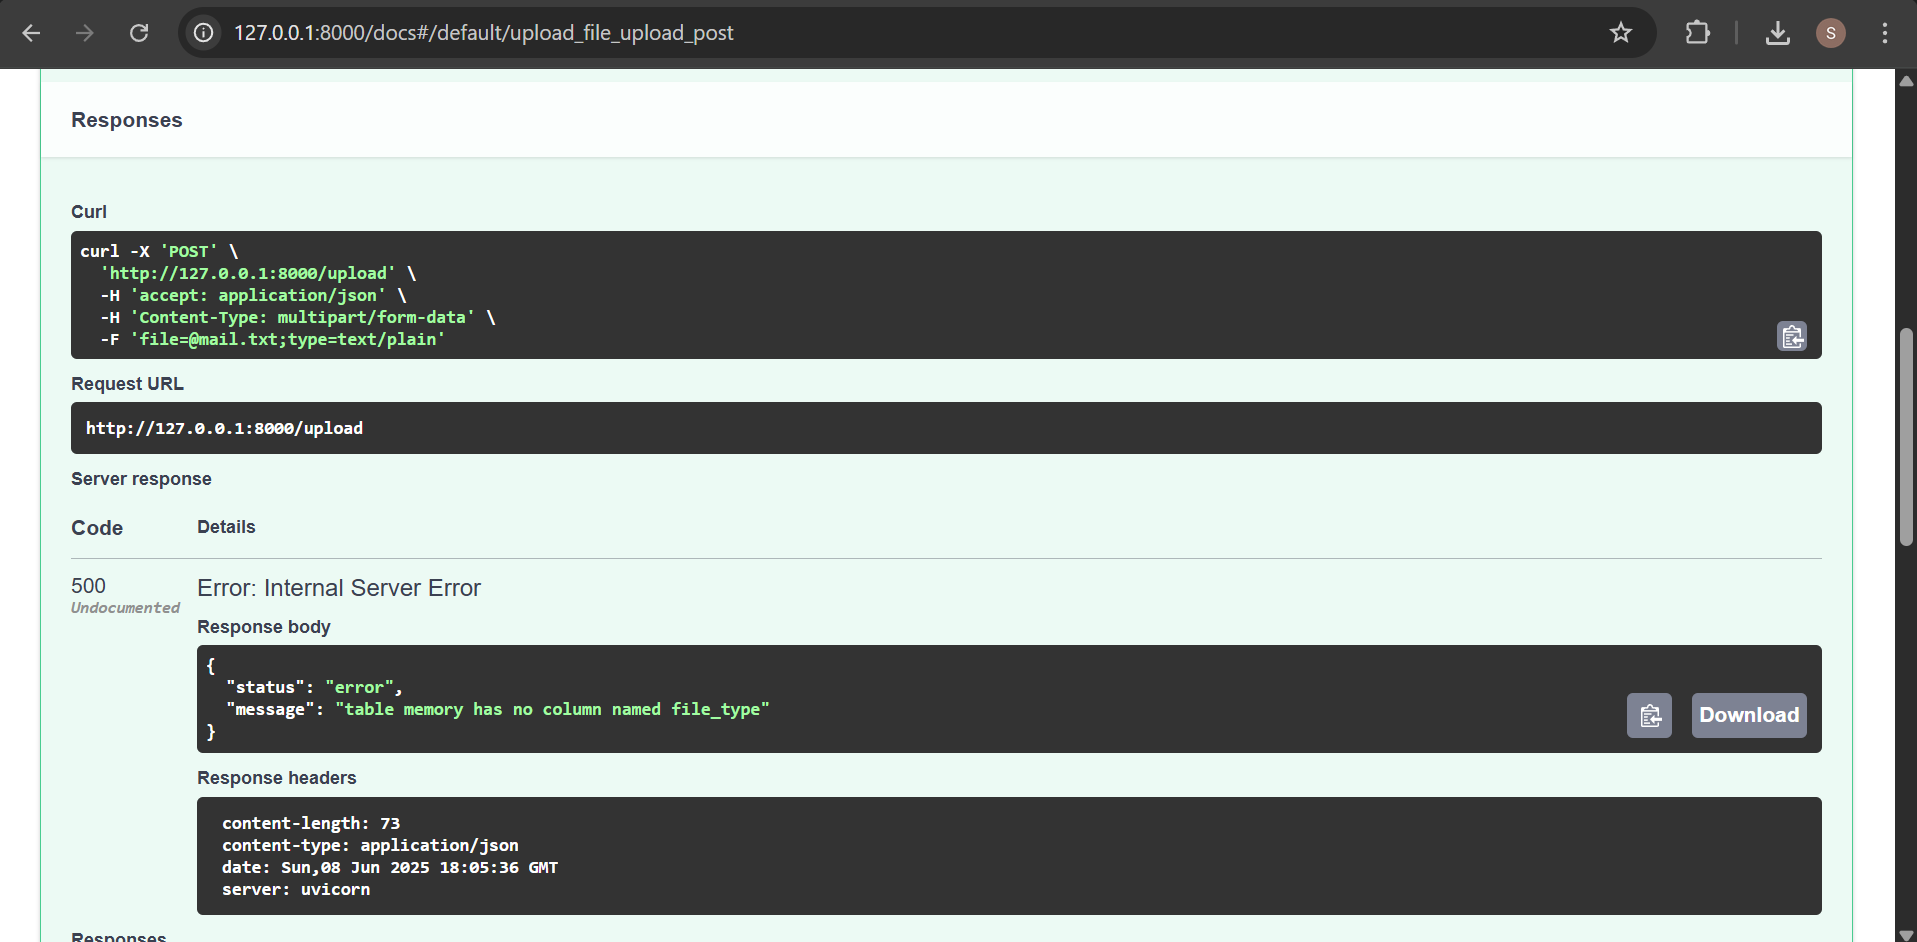 127.0.0.1:8000/docs#/default/upload_file_upload_post
S
Responses
Curl
curl -X 'POST' \
'http://127.0.0.1:8000/upload' \
-H 'accept: application/json' \
-H 'Content-Type: multipart/form-data' \
-F 'file=@mail.txt;type=text/plain'
Request URL
http://127.0.0.1:8000/upload
Server response
Code Details
500 Error: Internal Server Error
Undocumented
Response body
{
"status": "error",
"message": "table memory has no column named file_type"
}
Download
Response headers
content-length: 73
content-type: application/json
date: Sun,08 Jun 2025 18:05:36 GMT
server: uvicorn
Responses